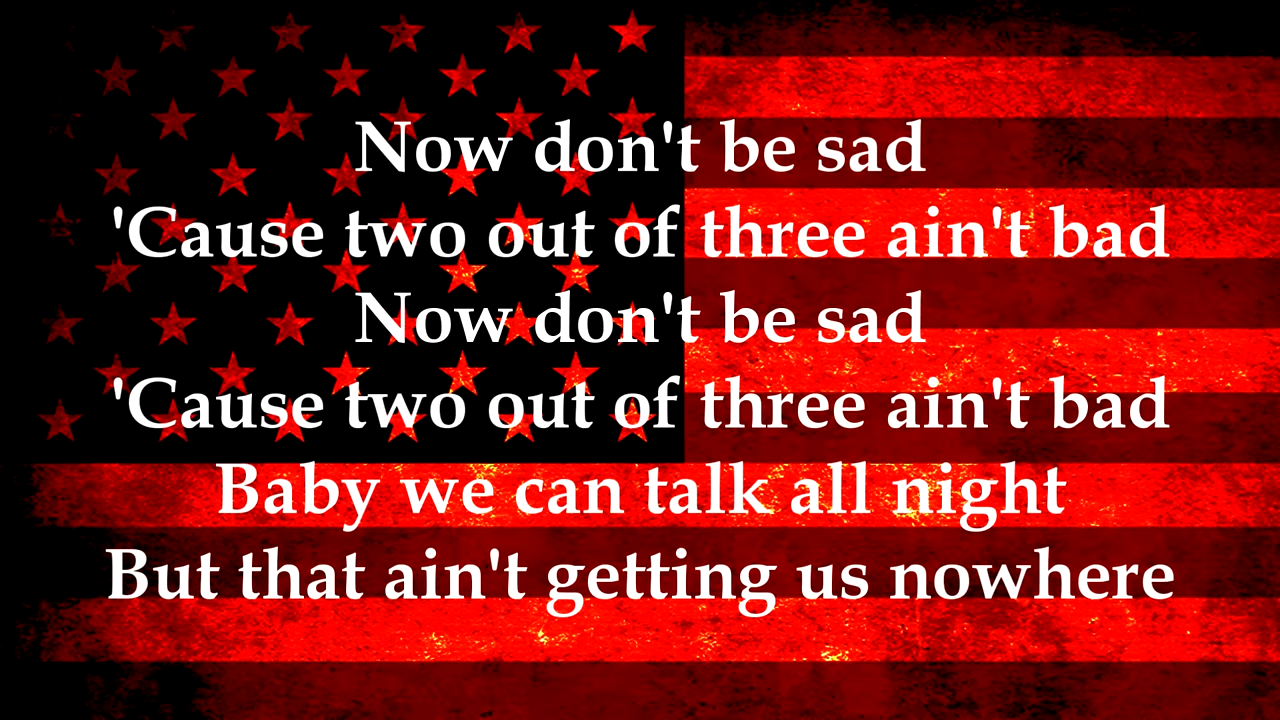 Now don't be sad
'Cause two out of three ain't bad
Now don't be sad
'Cause two out of three ain't bad
Baby we can talk all night
But that ain't getting us nowhere